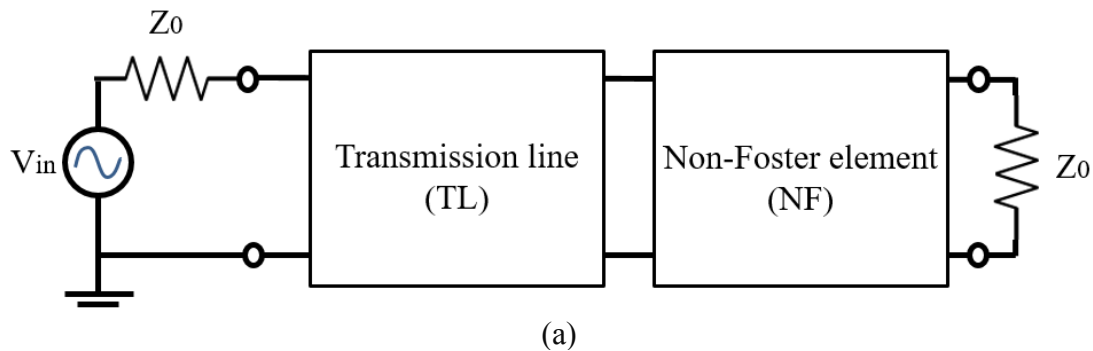 Z0
Vin
Transmission line
(TL)
Non-Foster element
(NF)
Z0
(a)